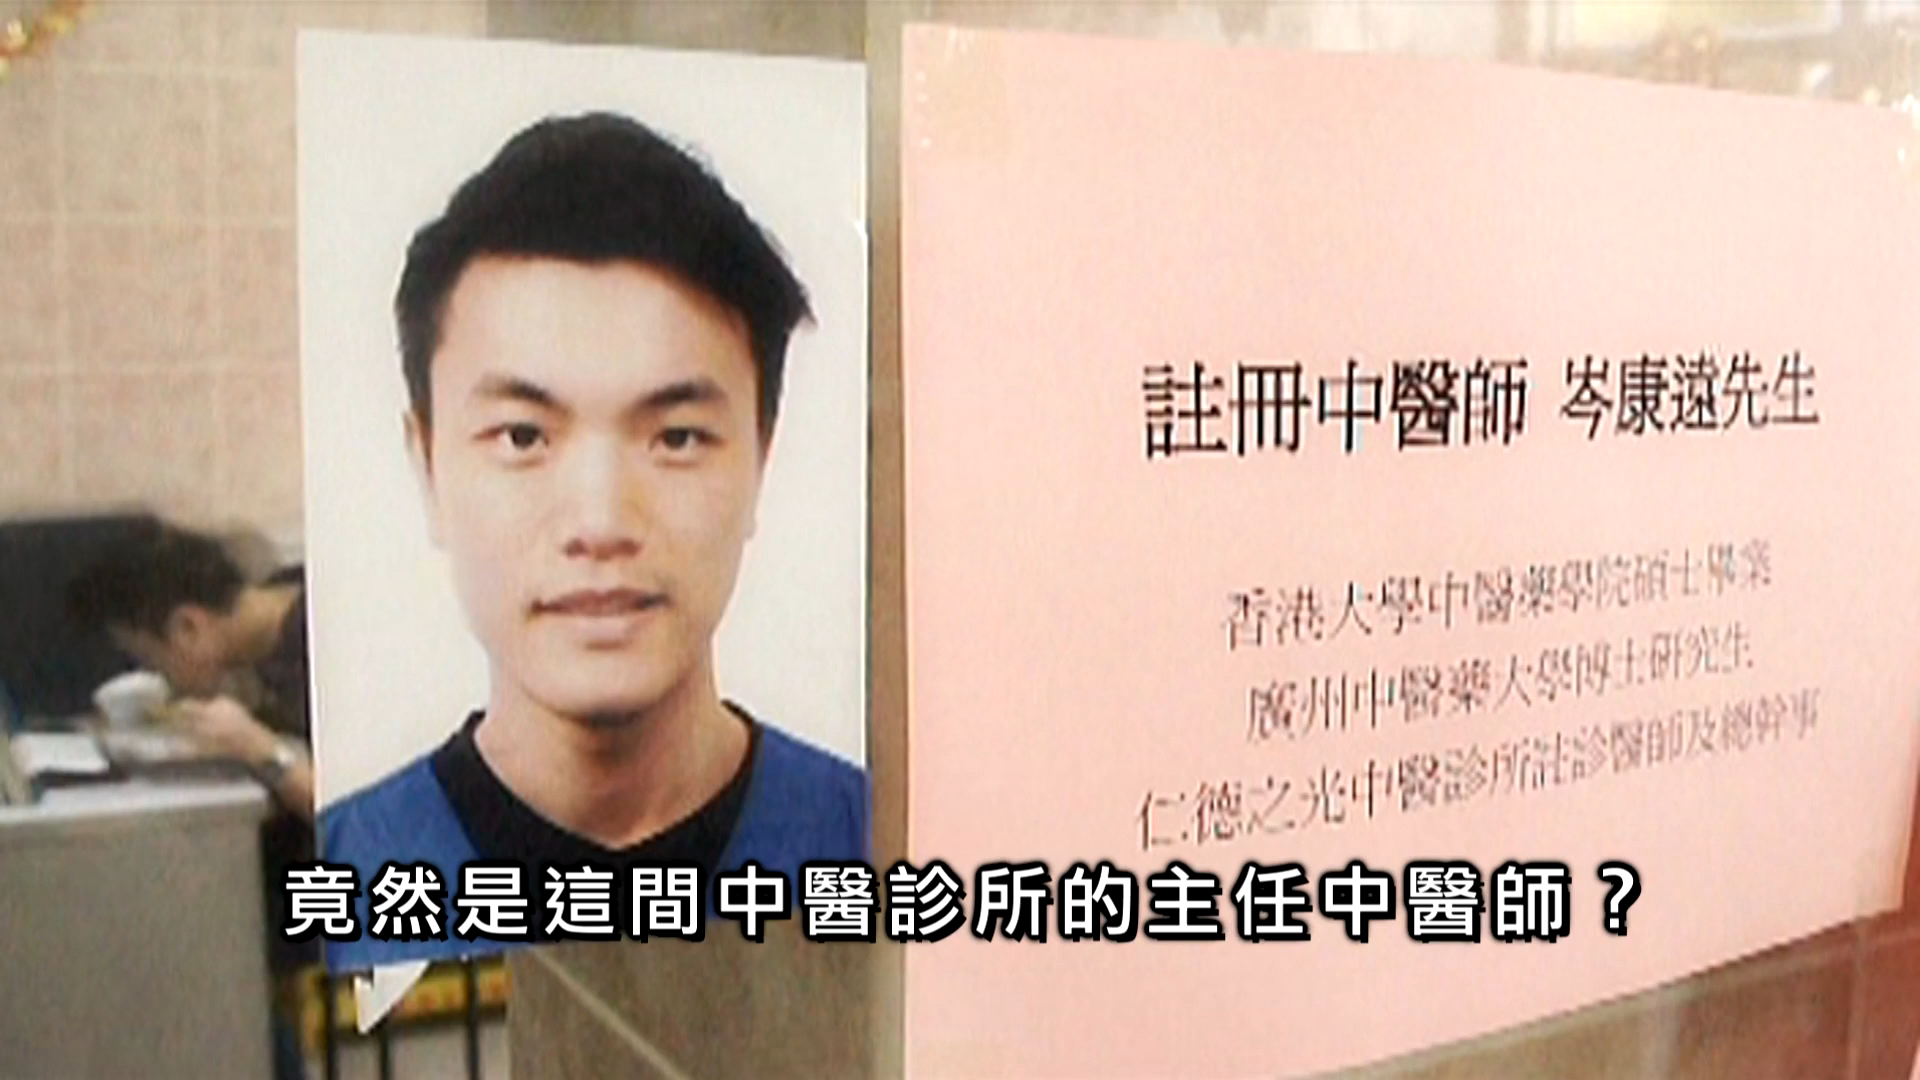 註冊中醫師 岑康遠先生
香港大學中醫藥學院碩士畢業
廣州中醫藥大學博士研究生
仁德之光中醫診所註診醫師及總幹事
竟然是這間中醫診所的主任中醫師？